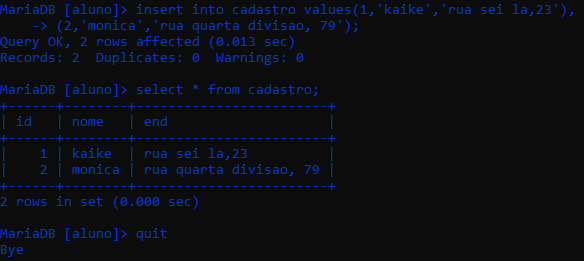 MariaDB [aluno]> insert into cadastro values(1,'kaike','rua sei la,23'),
    -> (2,'monica','rua quarta divisao, 79');
Query OK, 2 rows affected (0.013 sec)
Records: 2  Duplicates: 0  Warnings: 0

MariaDB [aluno]> select * from cadastro;
+------+--------+------------------------+
| id   | nome   | end                    |
+------+--------+------------------------+
|    1 | kaike  | rua sei la,23          |
|    2 | monica | rua quarta divisao, 79 |
+------+--------+------------------------+
2 rows in set (0.000 sec)

MariaDB [aluno]> quit
Bye